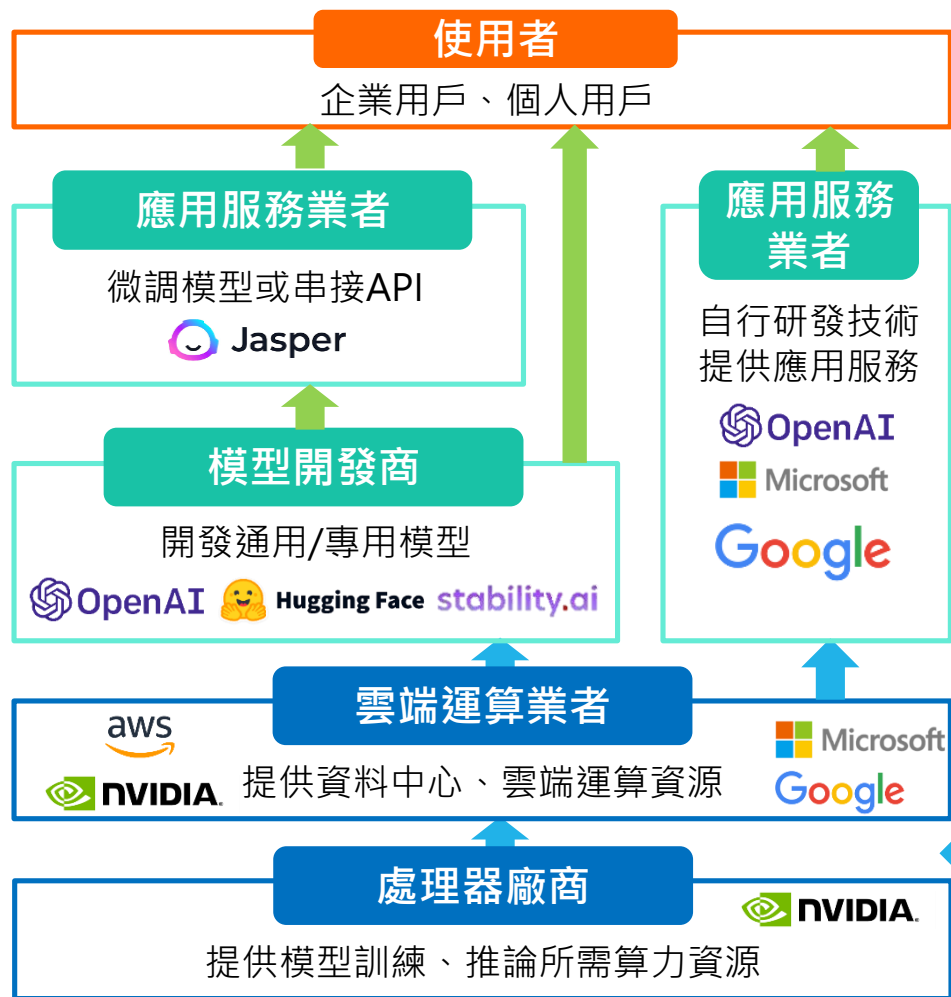 使用者
企業用戶、個人用戶
應用服務業者
微調模型或串接API
Jasper
應用服務
業者
自行研發技術
提供應用服務
OpenAI
Microsoft
Google
模型開發商
開發通用/專用模型
OpenAI Hugging Face stability.ai
雲端運算業者
aws
NVIDIA.
提供資料中心、雲端運算資源
Microsoft
Google
處理器廠商
NVIDIA.
提供模型訓練、推論所需算力資源